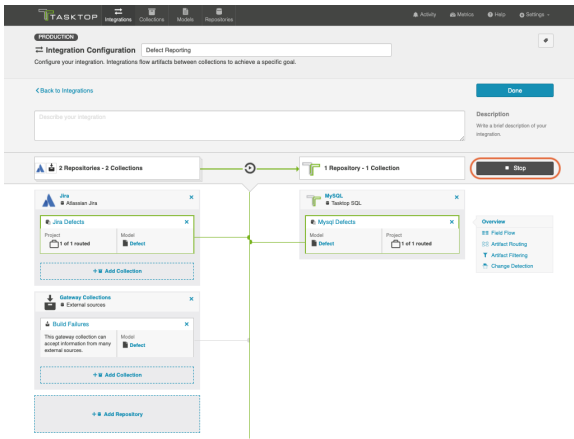 TASKTOP
Integrations
Collections
Models
Repositories
Activity
Metrics
Help
Settings
PRODUCTION
Integration Configuration
Defect Reporting
Configure your integration. Integrations flow artifacts between collections to achieve a specific goal.
Back to Integrations
Done
Describe your integration
Description
Write a brief description of your
integration.
2 Repositories - 2 Collections
1 Repository - 1 Collection
Stop
Jira
Atlassian Jira
Jira Defects
Project
1 of 1 routed
Model
Defect
+ Add Collection
MySQL
Tasktop SQL
Mysql Defects
Model
Defect
Project
1 of 1 routed
Overview
Field Flow
Artifact Routing
Artifact Filtering
Change Detection
Gateway Collections
External sources
Build Failures
This gateway collection can
accept information from many
external sources.
Model
Defect
+ Add Collection
+ Add Repository